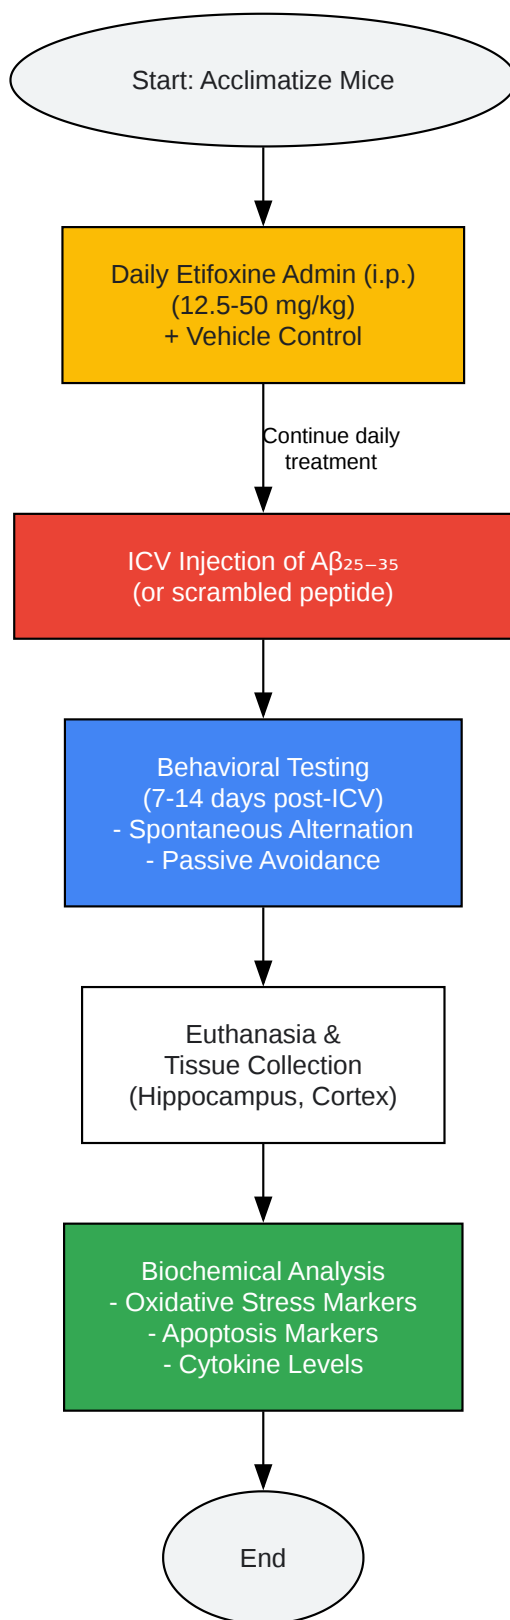 Start: Acclimatize Mice
Daily Etifoxine Admin (i.p.)
(12.5-50 mg/kg)
+ Vehicle Control
Continue daily
treatment
ICV Injection of Aβ₂₅₋₃₅
(or scrambled peptide)
Behavioral Testing
(7-14 days post-ICV)
- Spontaneous Alternation
- Passive Avoidance
Euthanasia &
Tissue Collection
(Hippocampus, Cortex)
Biochemical Analysis
- Oxidative Stress Markers
- Apoptosis Markers
- Cytokine Levels
End